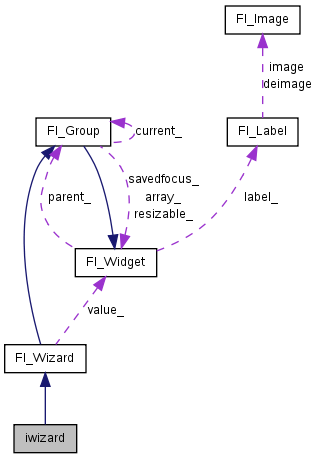 Fl_Image
image
deimage
Fl_Group
current_
Fl_Label
savedfocus_
array_
resizable_
parent_
label_
Fl_Widget
value_
Fl_Wizard
iwizard